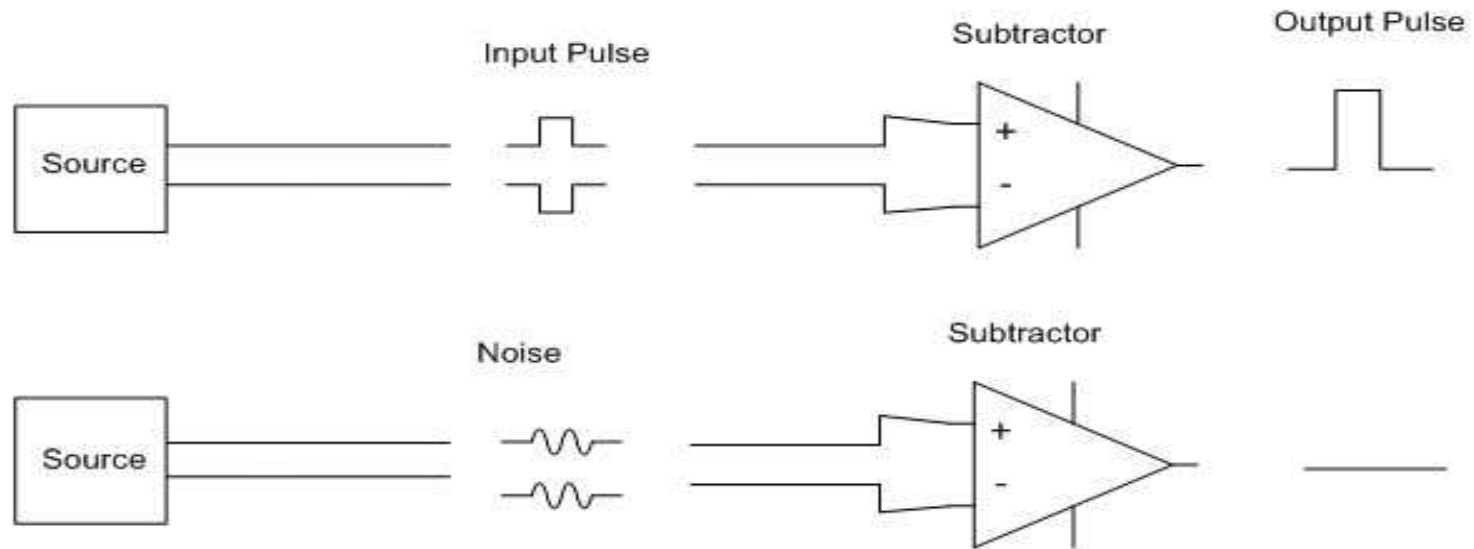 Output Pulse
Subtractor
Input Pulse
Source
+
-
Subtractor
Noise
Source
+
-